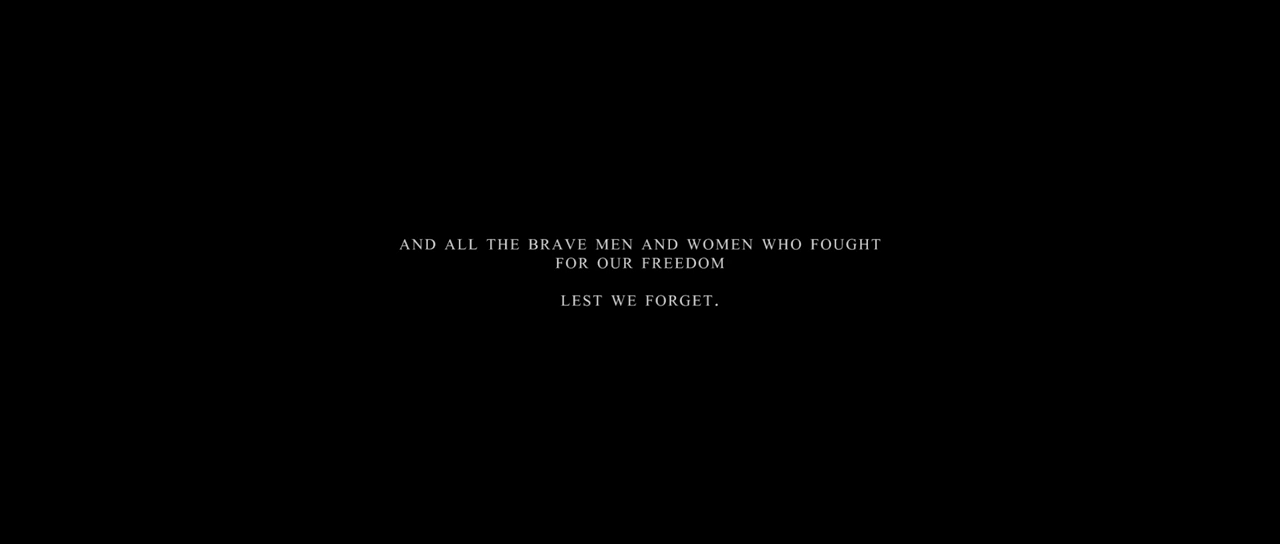 AND ALL THE BRAVE MEN AND WOMEN WHO FOUGHT
FOR OUR FREEDOM
LEST WE FORGET.